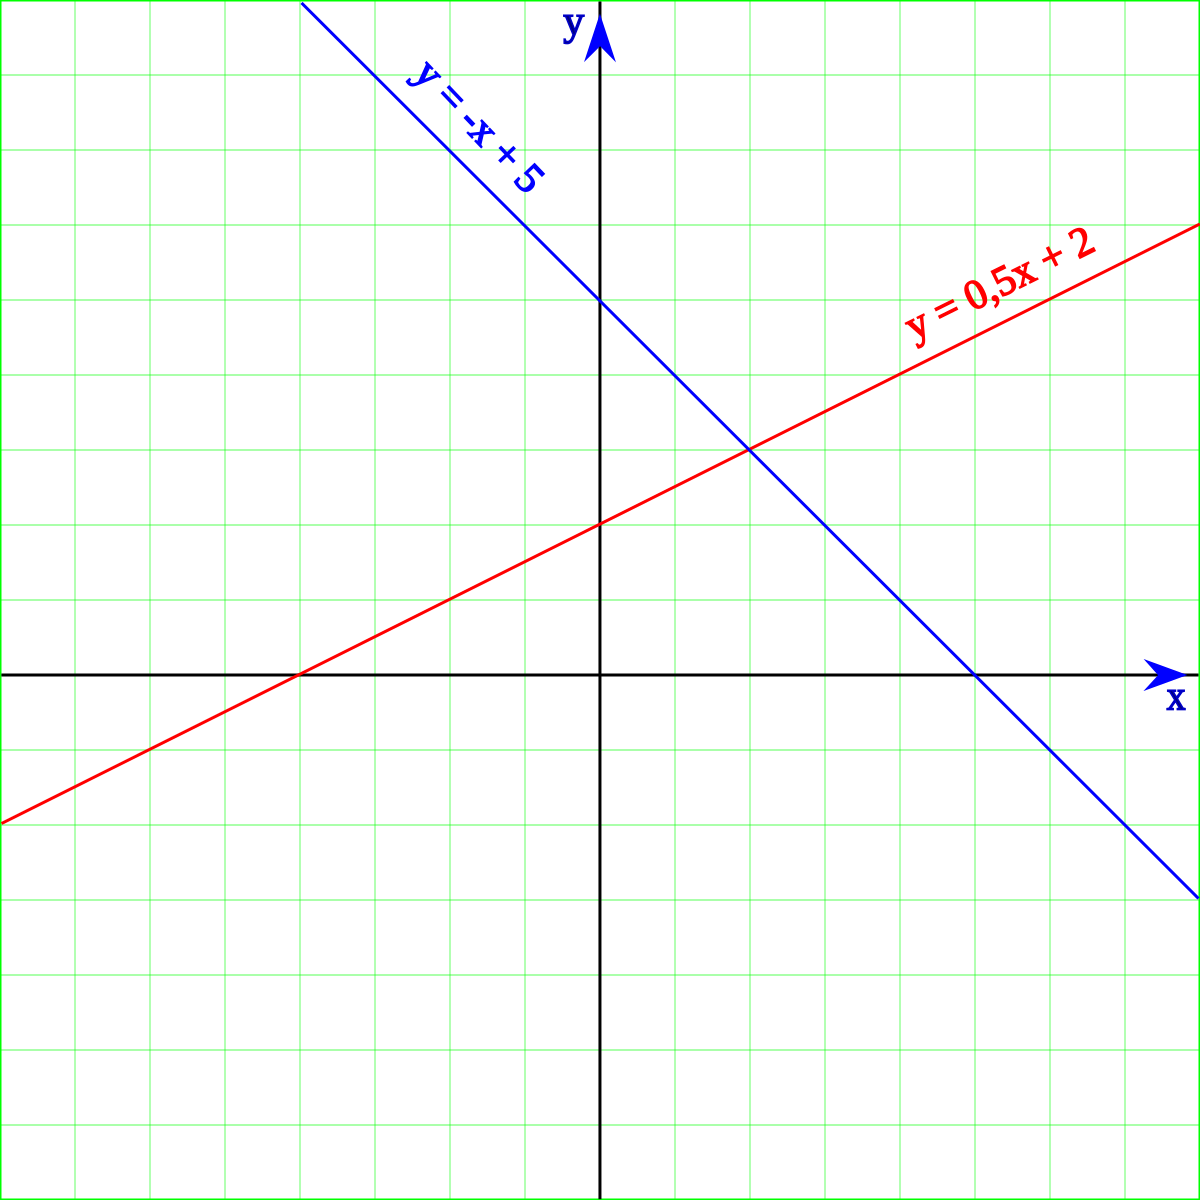 y
y = -x + 5
y = 0,5x + 2
x